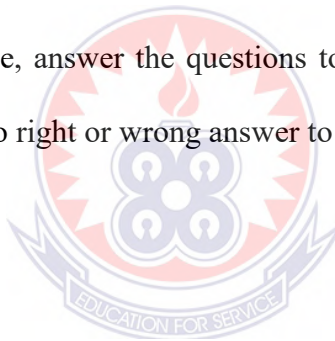 e, answer the questions to
o right or wrong answer to
EDUCATION FOR SERVICE